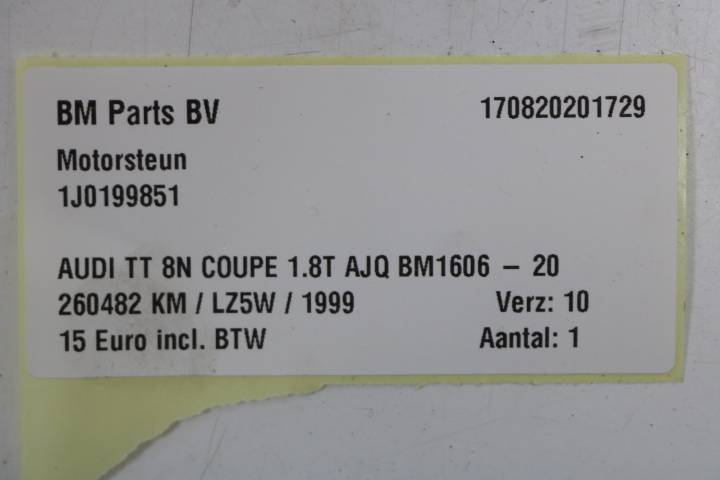 BM Parts BV 170820201729
Motorsteun
1J0199851
AUDI TT 8N COUPE 1.8T AJQ BM1606 – 20
260482 KM / LZ5W / 1999 Verz: 10
15 Euro incl. BTW Aantal: 1